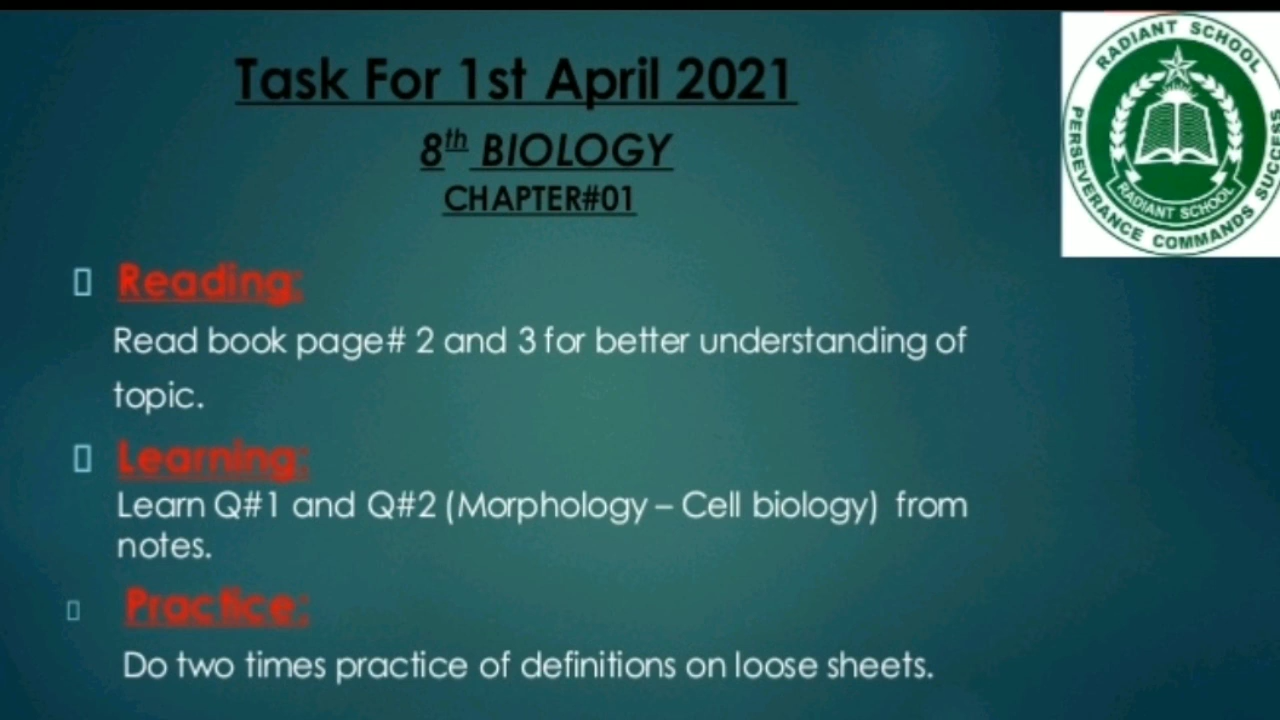 Task For 1st April 2021
8th BIOLOGY
CHAPTER#01
RADIANT SCHOOL
PERSEVERANCE COMMANDS SUCCESS
RADIANT SCHOOL
Reading:
Read book page# 2 and 3 for better understanding of
topic.
Learning:
Learn Q#1 and Q#2 (Morphology – Cell biology) from
notes.
Practice:
Do two times practice of definitions on loose sheets.